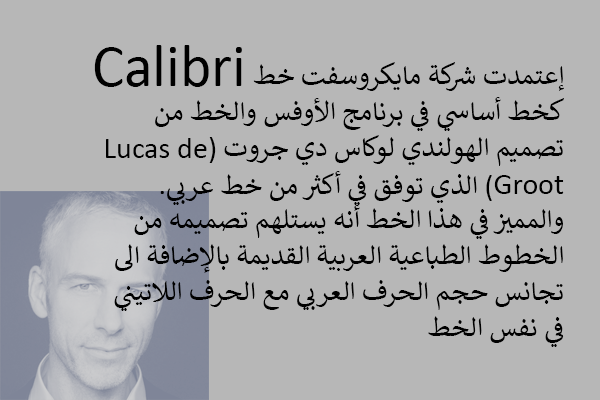 إعتمدت شركة مايكروسفت خط Calibri
كخط أساسي في برنامج الأوفس والخط من
تصميم الهولندي لوكاس دي جروت (Lucas de
Groot) الذي توفق في أكثر من خط عربي.
والمميز في هذا الخط أنه يستلهم تصميمه من
الخطوط الطباعية العربية القديمة بالإضافة الى
تجانس حجم الحرف العربي مع الحرف اللاتيني
في نفس الخط